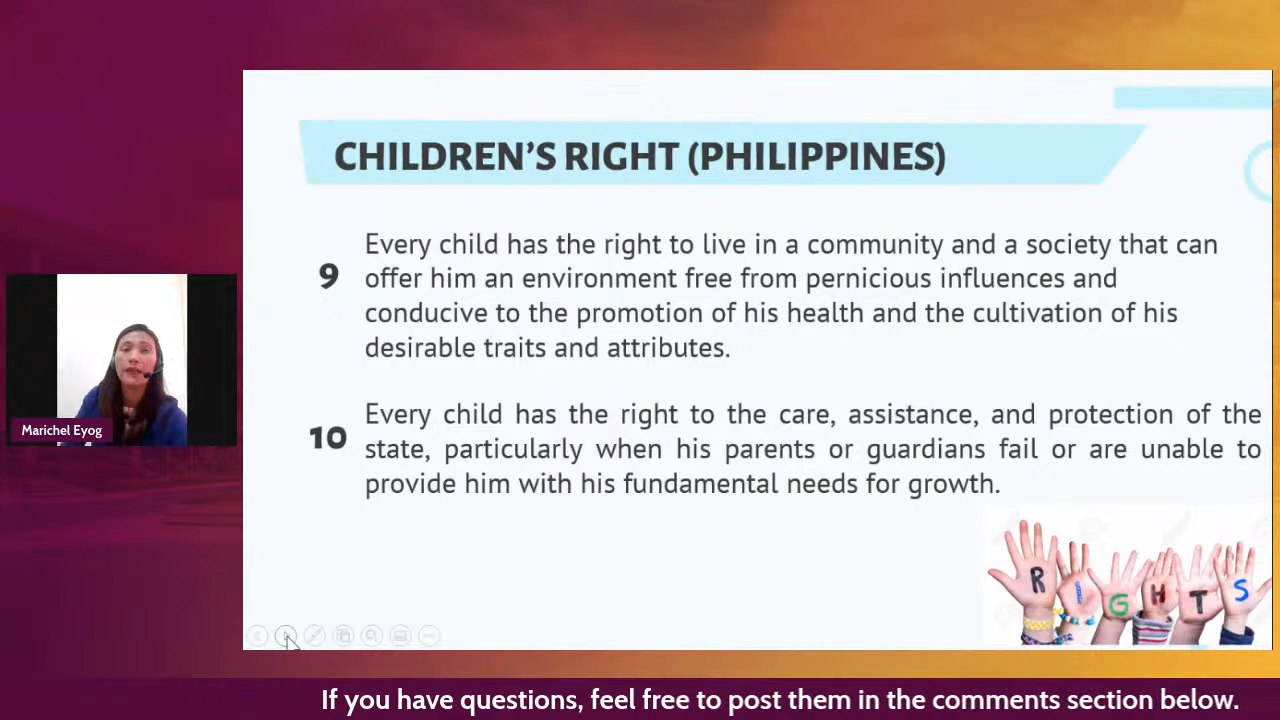 CHILDREN'S RIGHT (PHILIPPINES)
9
Every child has the right to live in a community and a society that can
offer him an environment free from pernicious influences and
conducive to the promotion of his health and the cultivation of his
desirable traits and attributes.
10
Every child has the right to the care, assistance, and protection of the
state, particularly when his parents or guardians fail or are unable to
provide him with his fundamental needs for growth.
RIGHTS
Marichel Eyog
If you have questions, feel free to post them in the comments section below.